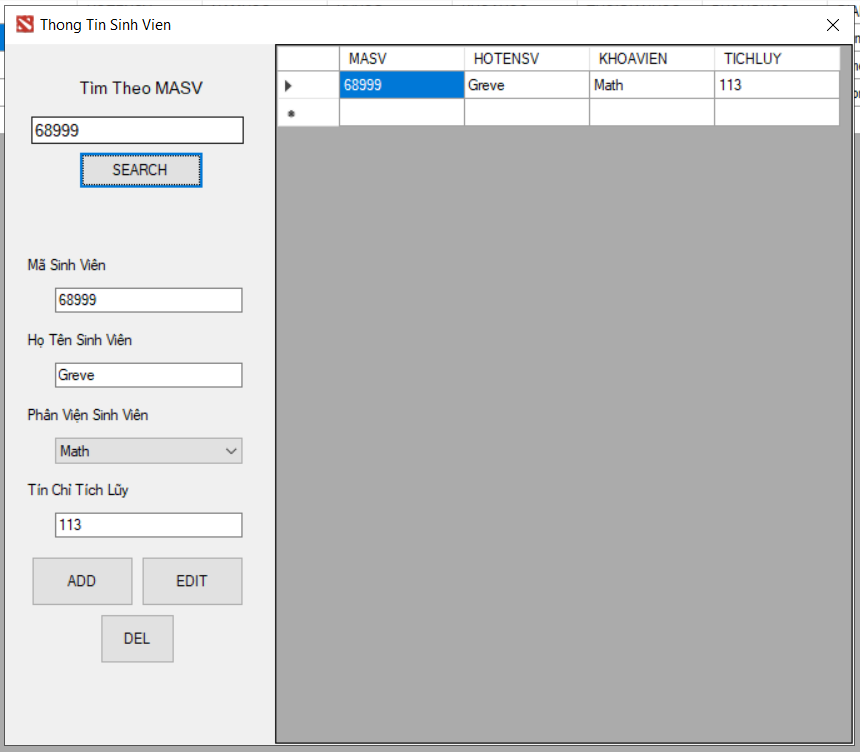 Thong Tin Sinh Vien
Tim Theo MASV
68999
SEARCH
Mã Sinh Viên
68999
Họ Tên Sinh Viên
Greve
Phân Viện Sinh Viên
Math
Tín Chỉ Tích Lũy
113
ADD EDIT
DEL
MASV HOTENSV KHOAVIEN TICHLUY
68999 Greve Math 113